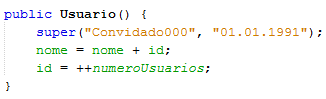 public Usuario() {
super("Convidado000", "01.01.1991");
nome = nome + id;
id = ++numeroUsuarios;
}